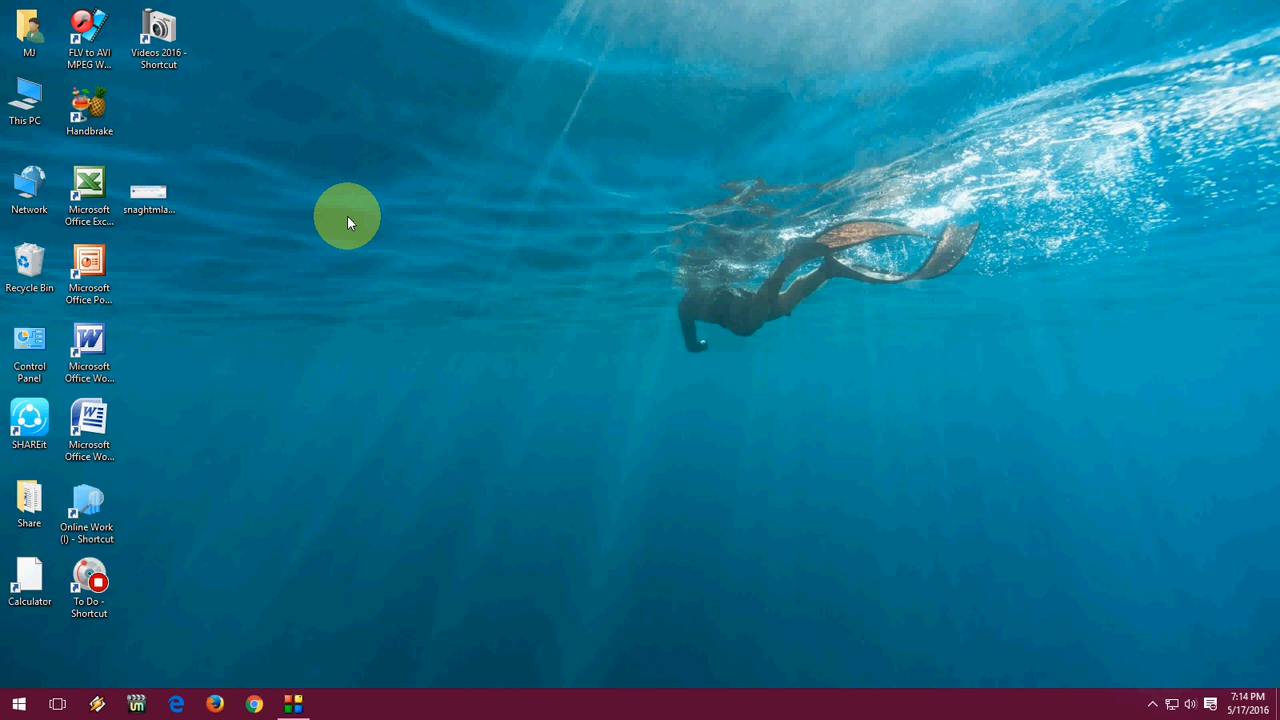 MJ
FLV to AVI
MPEG W...
Videos 2016 -
Shortcut
This PC
Handbrake
Network
Microsoft
Office Exc...
snaghtmla...
Recycle Bin
Microsoft
Office Po...
Control
Panel
Microsoft
Office Wo...
SHAREit
Microsoft
Office Wo...
Share
Online Work
(I) - Shortcut
Calculator
To Do -
Shortcut
um
7:14 PM
5/17/2016